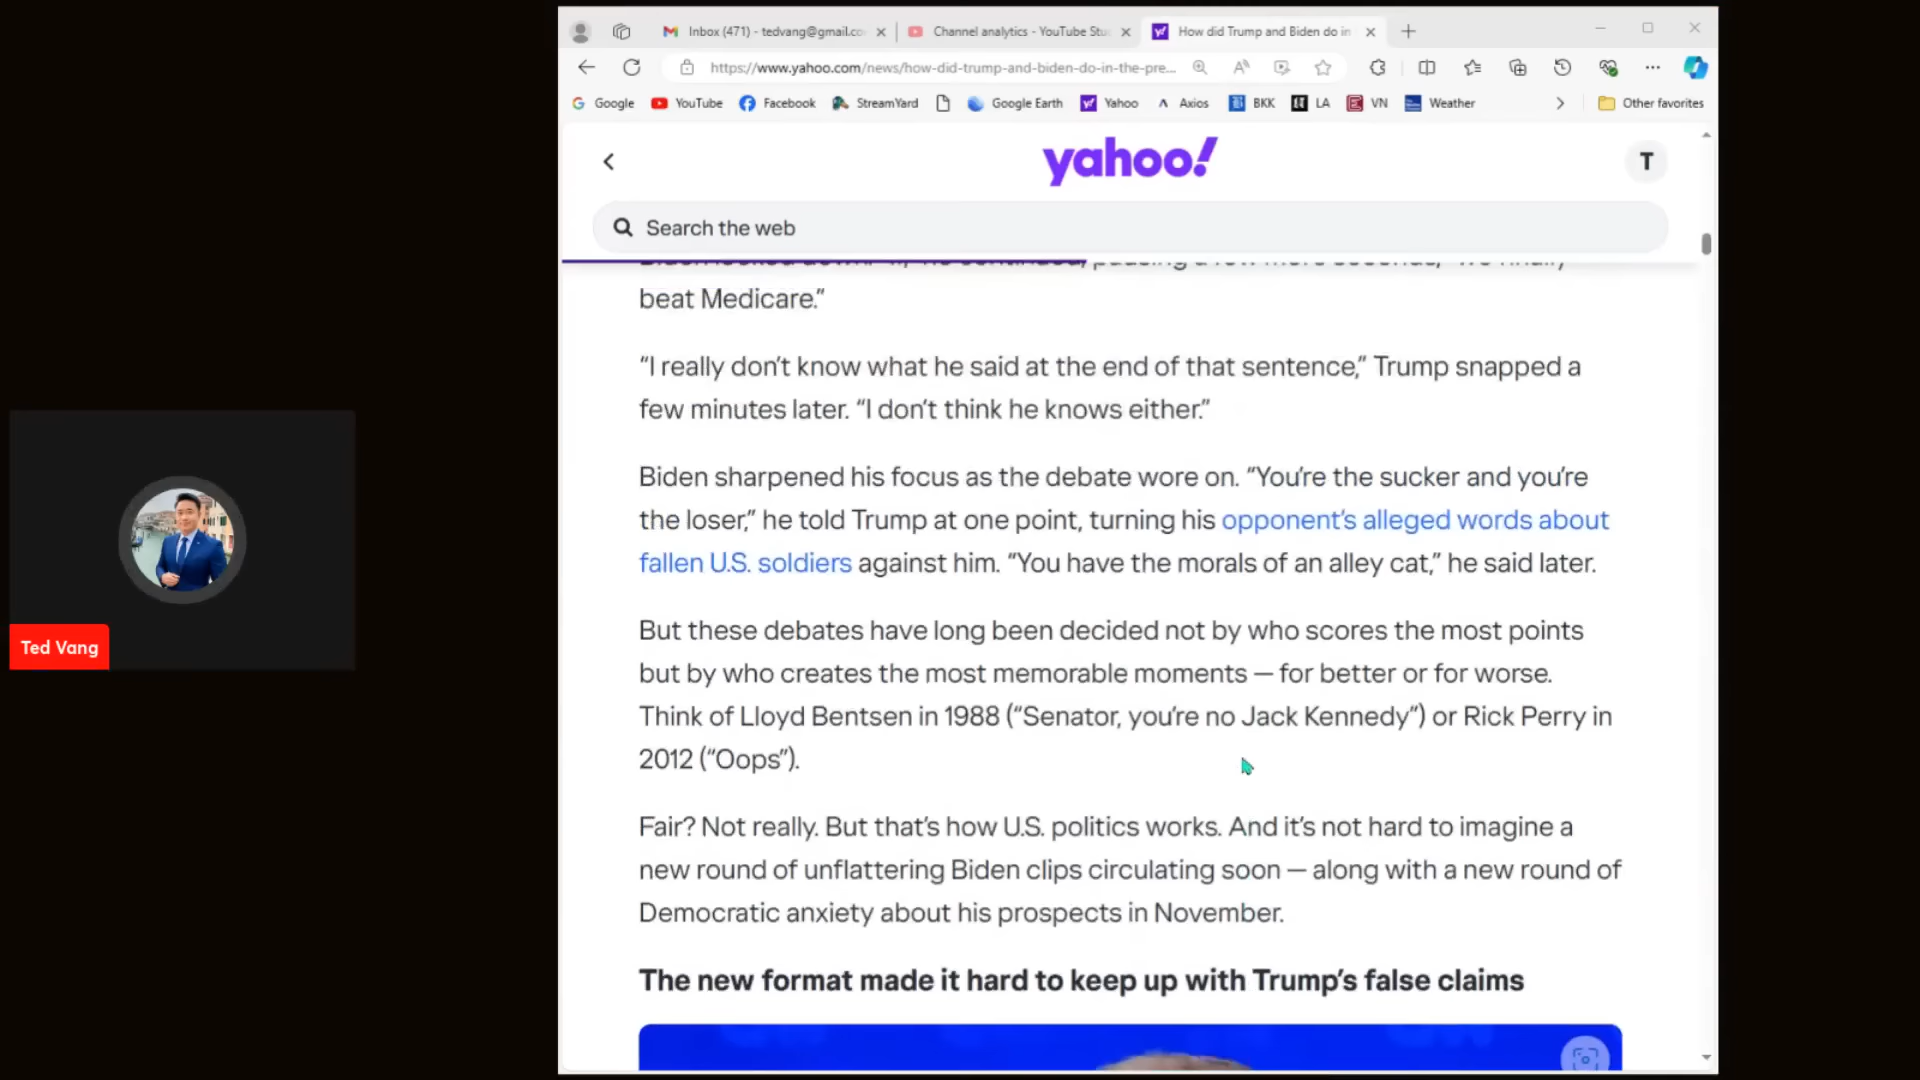 Inbox (471) - tedvang@gmail.co
Channel analytics - YouTube Stu
How did Trump and Biden do in
https://www.yahoo.com/news/how-did-trump-and-biden-do-in-the-pre...
Google
YouTube
Facebook
StreamYard
Google Earth
Yahoo
Axios
BKK
LA
VN
Weather
Other favorites
yahoo!
T
Search the web
beat Medicare.”
“I really don’t know what he said at the end of that sentence,” Trump snapped a
few minutes later. “I don’t think he knows either.”
Biden sharpened his focus as the debate wore on. “You’re the sucker and you’re
the loser,” he told Trump at one point, turning his opponent’s alleged words about
fallen U.S. soldiers against him. “You have the morals of an alley cat,” he said later.
But these debates have long been decided not by who scores the most points
but by who creates the most memorable moments — for better or for worse.
Think of Lloyd Bentsen in 1988 (“Senator, you’re no Jack Kennedy”) or Rick Perry in
2012 (“Oops”).
Fair? Not really. But that’s how U.S. politics works. And it’s not hard to imagine a
new round of unflattering Biden clips circulating soon — along with a new round of
Democratic anxiety about his prospects in November.
The new format made it hard to keep up with Trump’s false claims
Ted Vang